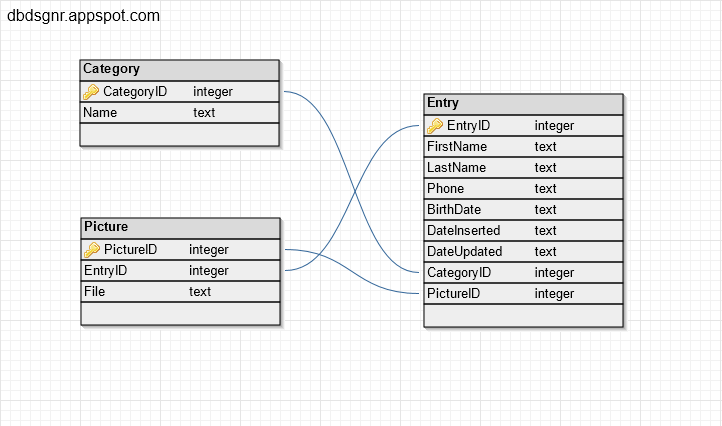 dbdsgnr.appspot.com
Category
CategoryID integer
Name text
Entry
EntryID integer
FirstName text
LastName text
Phone text
BirthDate text
DateInserted text
DateUpdated text
CategoryID integer
PictureID integer
Picture
PictureID integer
EntryID integer
File text